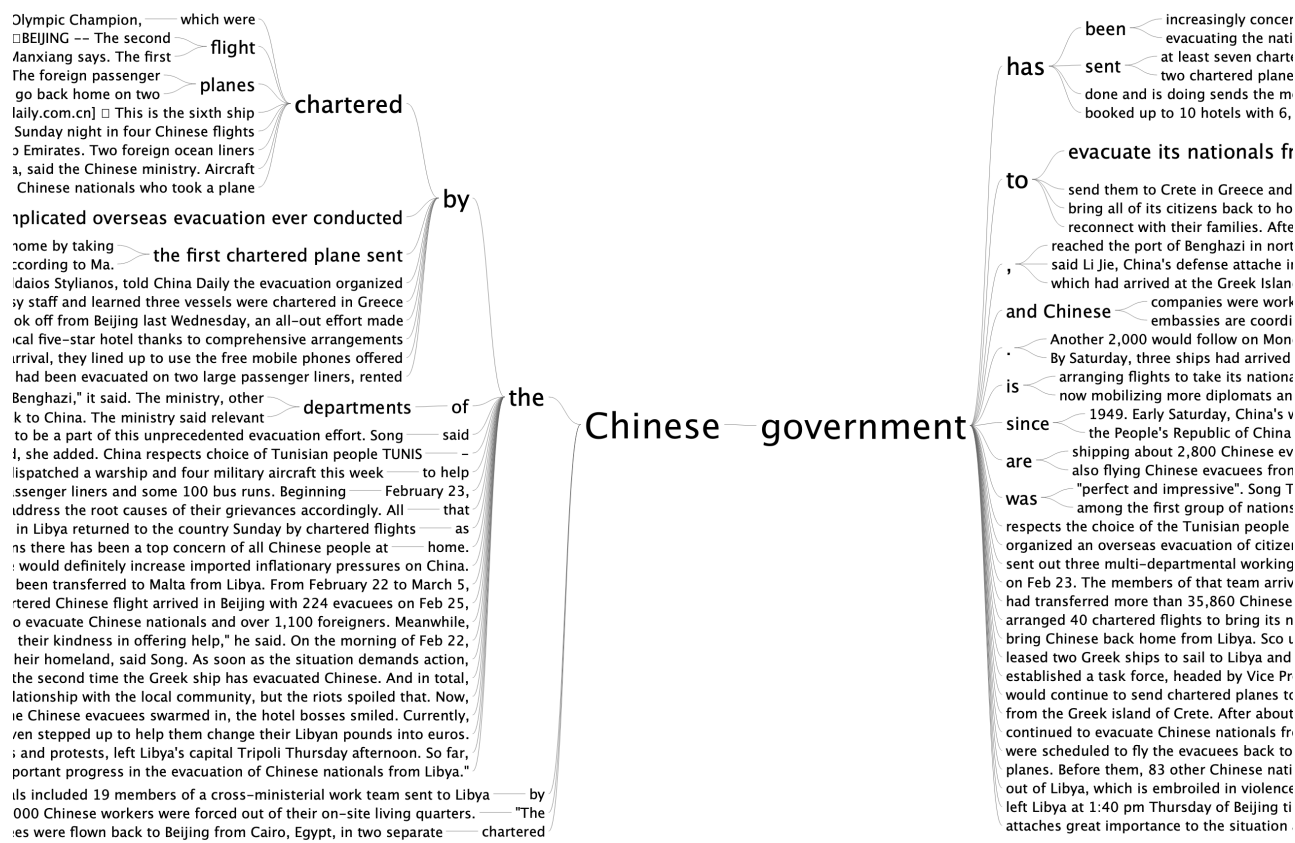 Olympic Champion, which were
BEIJING -- The second
Manxiang says. The first
flight
The foreign passenger
go back home on two
planes
daily.com.cn] This is the sixth ship
Sunday night in four Chinese flights
Emirates. Two foreign ocean liners
a, said the Chinese ministry. Aircraft
Chinese nationals who took a plane
chartered
mplicated overseas evacuation ever conducted
home by taking
ccording to Ma.
the first chartered plane sent
daios Stylianos, told China Daily the evacuation organized
sy staff and learned three vessels were chartered in Greece
ok off from Beijing last Wednesday, an all-out effort made
ocal five-star hotel thanks to comprehensive arrangements
rrival, they lined up to use the free mobile phones offered
had been evacuated on two large passenger liners, rented
by
Benghazi," it said. The ministry, other
k to China. The ministry said relevant
departments of
to be a part of this unprecedented evacuation effort. Song said
d, she added. China respects choice of Tunisian people TUNIS –
dispatched a warship and four military aircraft this week to help
ssenger liners and some 100 bus runs. Beginning February 23,
address the root causes of their grievances accordingly. All that
in Libya returned to the country Sunday by chartered flights as
ns there has been a top concern of all Chinese people at home.
would definitely increase imported inflationary pressures on China.
been transferred to Malta from Libya. From February 22 to March 5,
rtered Chinese flight arrived in Beijing with 224 evacuees on Feb 25,
o evacuate Chinese nationals and over 1,100 foreigners. Meanwhile,
their kindness in offering help," he said. On the morning of Feb 22,
heir homeland, said Song. As soon as the situation demands action,
the second time the Greek ship has evacuated Chinese. And in total,
lationship with the local community, but the riots spoiled that. Now,
e Chinese evacuees swarmed in, the hotel bosses smiled. Currently,
ven stepped up to help them change their Libyan pounds into euros.
s and protests, left Libya's capital Tripoli Thursday afternoon. So far,
portant progress in the evacuation of Chinese nationals from Libya."
the
ls included 19 members of a cross-ministerial work team sent to Libya by
000 Chinese workers were forced out of their on-site living quarters. "The
ees were flown back to Beijing from Cairo, Egypt, in two separate chartered
Chinese government
has
been
increasingly concer
evacuating the nati
sent
at least seven charte
two chartered plane
done and is doing sends the m
booked up to 10 hotels with 6,
to
evacuate its nationals fr
send them to Crete in Greece and
bring all of its citizens back to ho
reconnect with their families. Afte
,
reached the port of Benghazi in nort
said Li Jie, China's defense attache i
which had arrived at the Greek Islan
and Chinese
companies were work
embassies are coordi
.
Another 2,000 would follow on Mon
By Saturday, three ships had arrived
is
arranging flights to take its nationa
now mobilizing more diplomats an
since
1949. Early Saturday, China's w
the People's Republic of China
are
shipping about 2,800 Chinese ev
also flying Chinese evacuees from
was
"perfect and impressive". Song T
among the first group of nations
respects the choice of the Tunisian people
organized an overseas evacuation of citize
sent out three multi-departmental working
on Feb 23. The members of that team arriv
had transferred more than 35,860 Chinese
arranged 40 chartered flights to bring its n
bring Chinese back home from Libya. Sco u
leased two Greek ships to sail to Libya and
established a task force, headed by Vice Pr
would continue to send chartered planes to
from the Greek island of Crete. After about
continued to evacuate Chinese nationals fr
were scheduled to fly the evacuees back to
planes. Before them, 83 other Chinese nati
out of Libya, which is embroiled in violence
left Libya at 1:40 pm Thursday of Beijing ti
attaches great importance to the situation